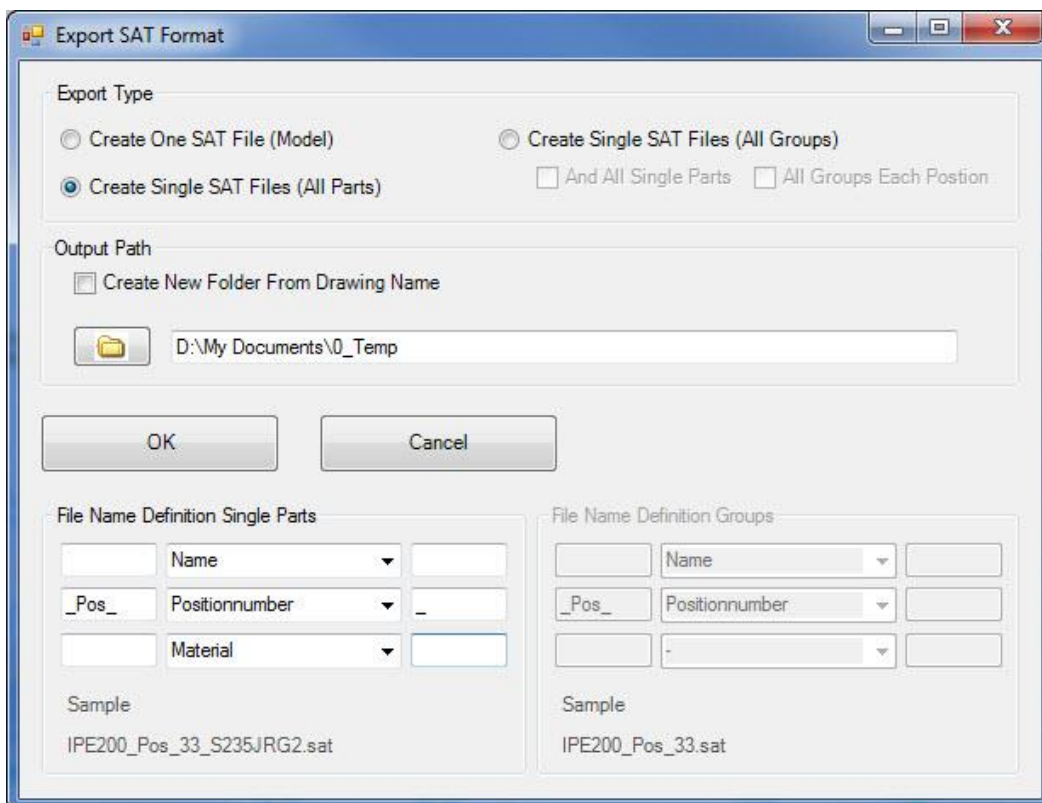 Export SAT Format
Export Type
Create One SAT File (Model)
Create Single SAT Files (All Groups)
Create Single SAT Files (All Parts)
And All Single Parts
All Groups Each Postion
Output Path
Create New Folder From Drawing Name
D:\My Documents\0_Temp
OK
Cancel
File Name Definition Single Parts
Name
_Pos_
Positionnumber
_
Material
Sample
IPE200_Pos_33_S235JRG2.sat
File Name Definition Groups
Name
_Pos_
Positionnumber
-
Sample
IPE200_Pos_33.sat